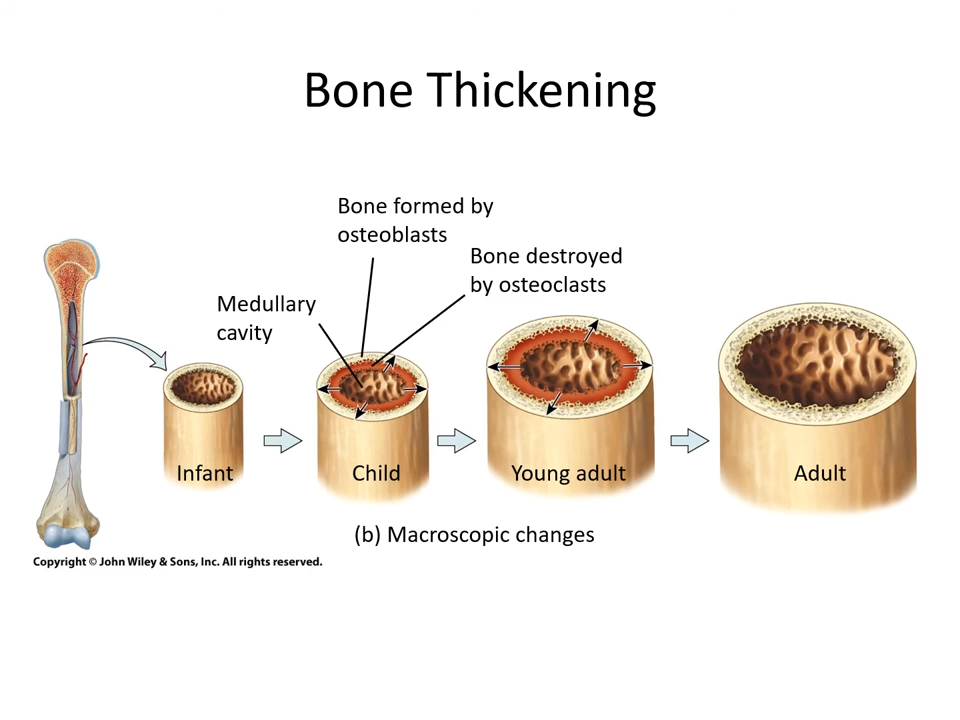 Bone Thickening
Bone formed by
osteoblasts
Bone destroyed
by osteoclasts
Medullary
cavity
Infant
Child
Young adult
Adult
(b) Macroscopic changes
Copyright © John Wiley & Sons, Inc. All rights reserved.